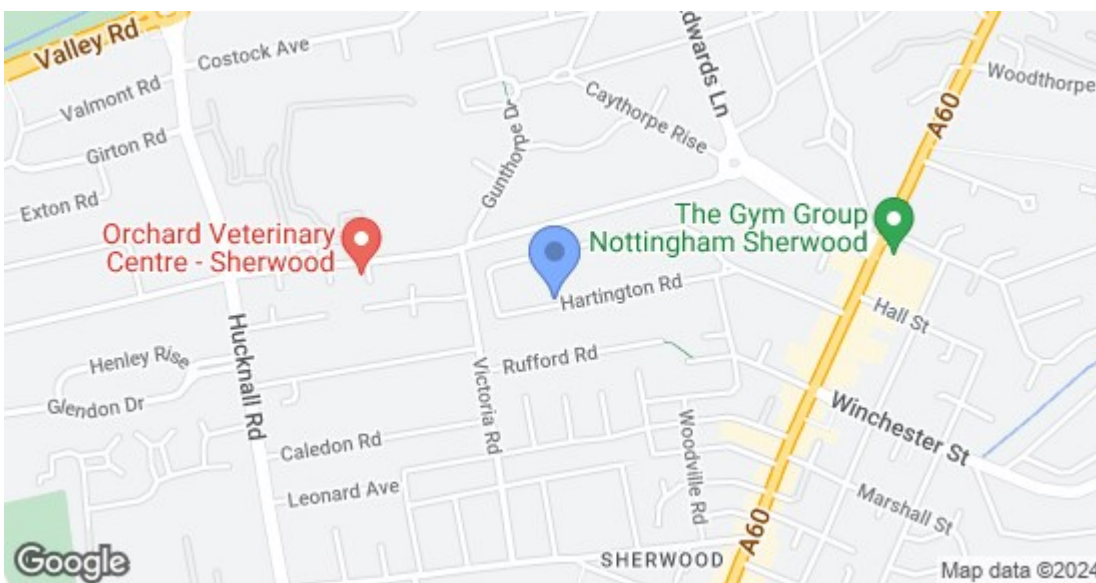 Valley Rd
Costock Ave
Edwards Ln
Woodthorpe
Valmont Rd
Caythorpe Rise
A60
Girton Rd
Gunthorpe Dr
Exton Rd
Orchard Veterinary
Centre - Sherwood
The Gym Group
Nottingham Sherwood
Hartington Rd
Hall St
Hucknall Rd
Henley Rise
Rufford Rd
Victoria Rd
Glendon Dr
Winchester St
Caledon Rd
Woodville Rd
Leonard Ave
Marshall St
A60
SHERWOOD
Google
Map data ©2024